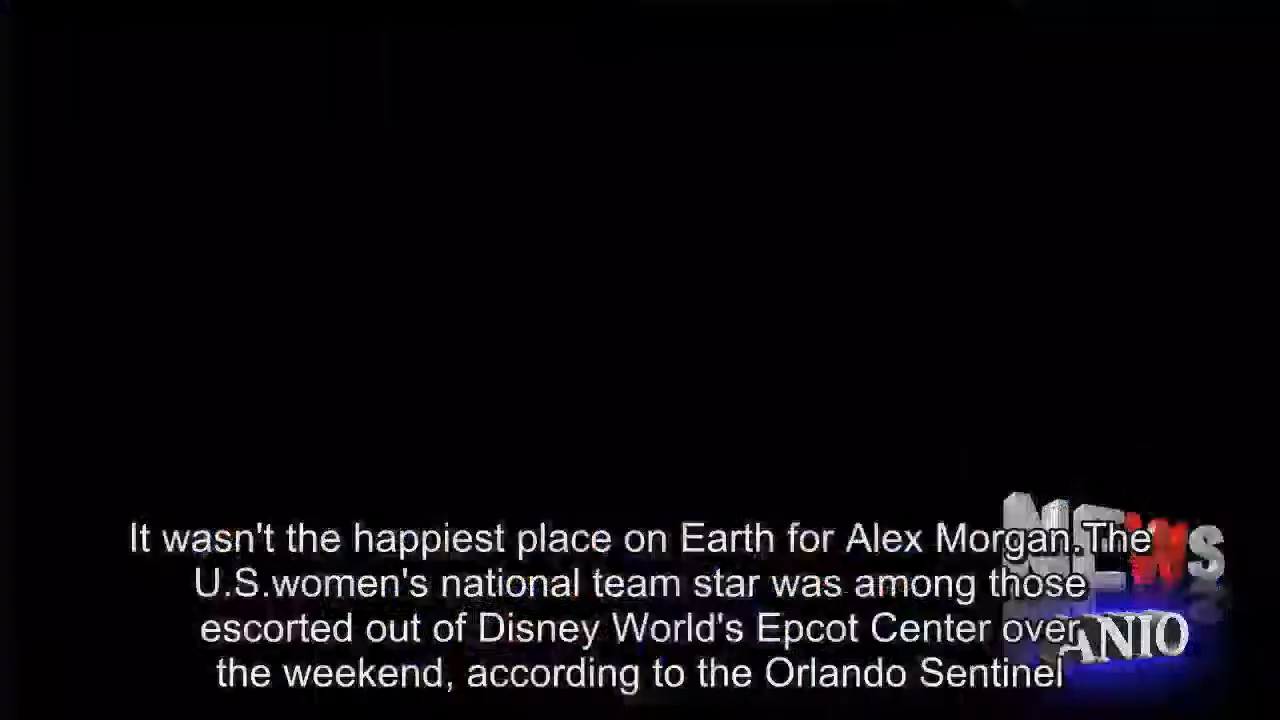 It wasn't the happiest place on Earth for Alex Morgan.The
U.S.women's national team star was among those
escorted out of Disney World's Epcot Center over
the weekend, according to the Orlando Sentinel
NEWS
ANIO